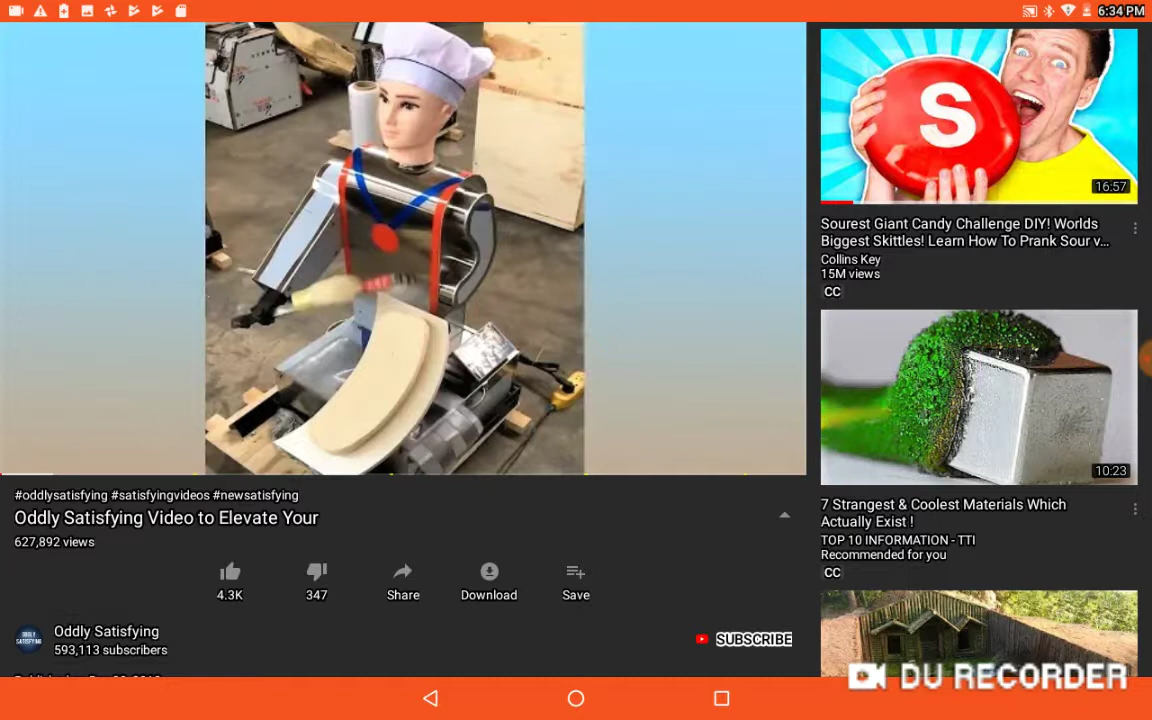 6:34 PM
S
16:57
Sourest Giant Candy Challenge DIY! Worlds
Biggest Skittles! Learn How To Prank Sour v...
Collins Key
15M views
CC
10:23
7 Strangest & Coolest Materials Which
Actually Exist !
TOP 10 INFORMATION - TTI
Recommended for you
CC
#oddlysatisfying #satisfyingvideos #newsatisfying
Oddly Satisfying Video to Elevate Your
627,892 views
4.3K
347
Share
Download
Save
ODDLY
SATISFYING
Oddly Satisfying
593,113 subscribers
SUBSCRIBE
DU RECORDER